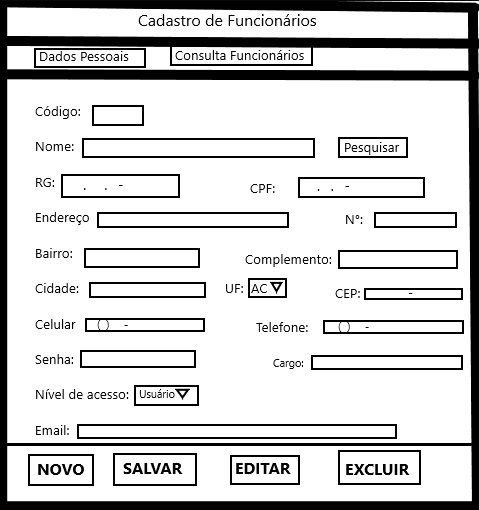 Cadastro de Funcionários
Dados Pessoais Consulta Funcionários
Código:
Nome: Pesquisar
RG: . . - CPF: . . -
Endereço N°:
Bairro: Complemento:
Cidade: UF: AC CEP: -
Celular ( ) - Telefone: ( ) -
Senha: Cargo:
Nível de acesso: Usuário
Email:
NOVO SALVAR EDITAR EXCLUIR